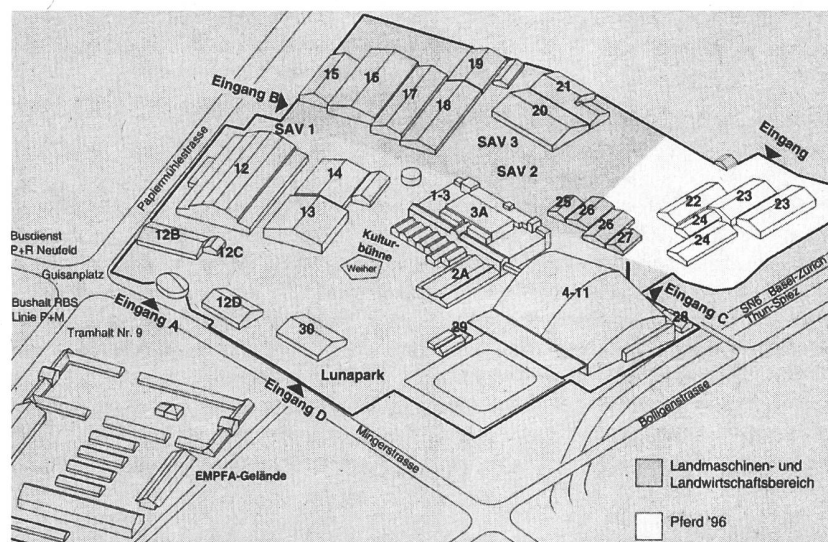 19
15
16
21
Eingang B
17
18
20
SAV 1
SAV 3
Eingang
Papiermühlestrasse
12
14
SAV 2
1-3
3A
25
26
26
27
22
23
23
24
24
13
12B
12C
Kultur-
bühne
Weiher
2A
4-11
Busdienst
P+R Neufeld
Guisanplatz
Bushalt RBS
Linie P+M
Tramhalt Nr. 9
Eingang A
12D
30
29
28
Eingang C
SN6 Basel-Zürich
Thun-Spiez
Lunapark
Eingang D
Mingerstrasse
Bolligenstrasse
EMPFA-Gelände
Landmaschinen- und
Landwirtschaftsbereich
Pferd '96